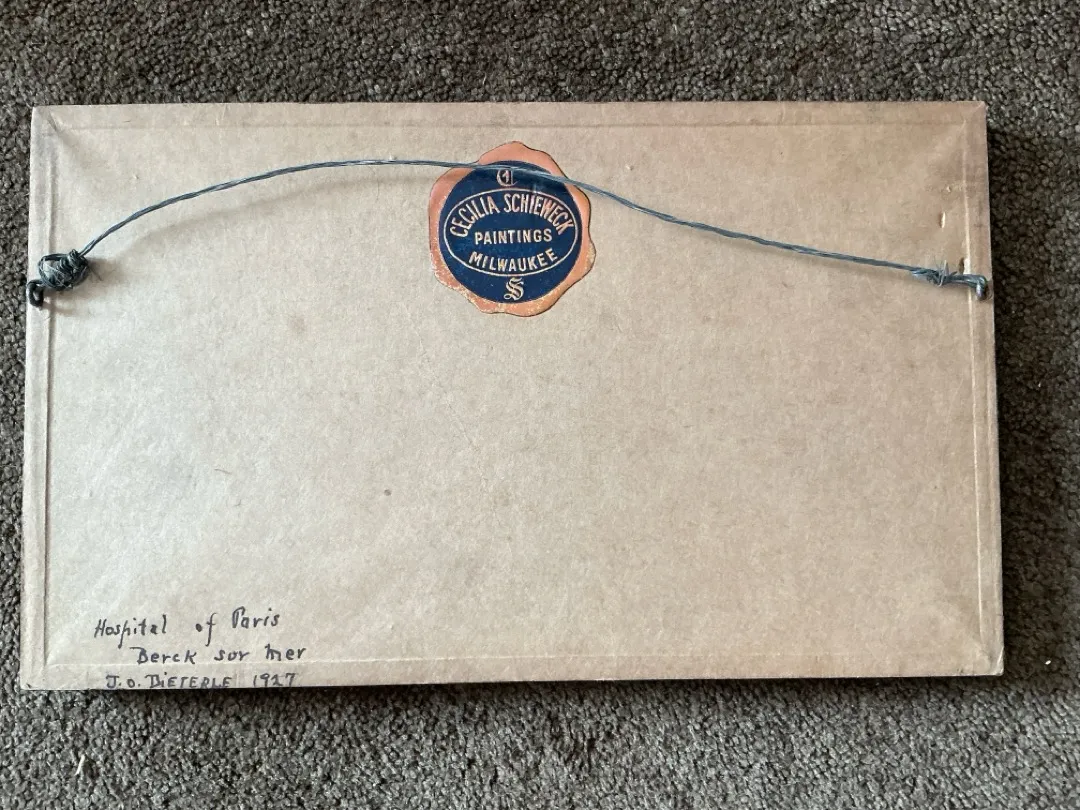 CECILIA SCHIEWECK
PAINTINGS
MILWAUKEE
S
Hospital of Paris
Berck sur mer
J.O. DIETERLE 1927